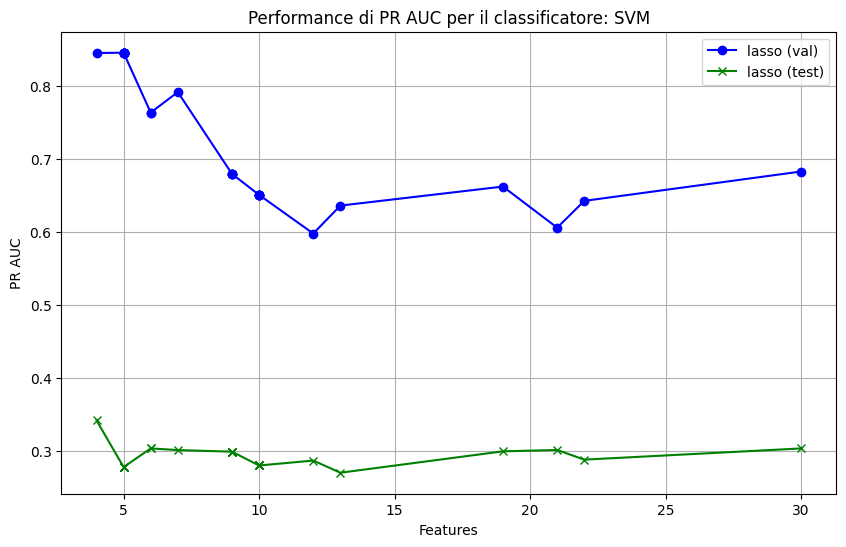 Performance di PR AUC per il classificatore: SVM
lasso (val)
lasso (test)
PR AUC
0.8
0.7
0.6
0.5
0.4
0.3
5 10 15 20 25 30
Features